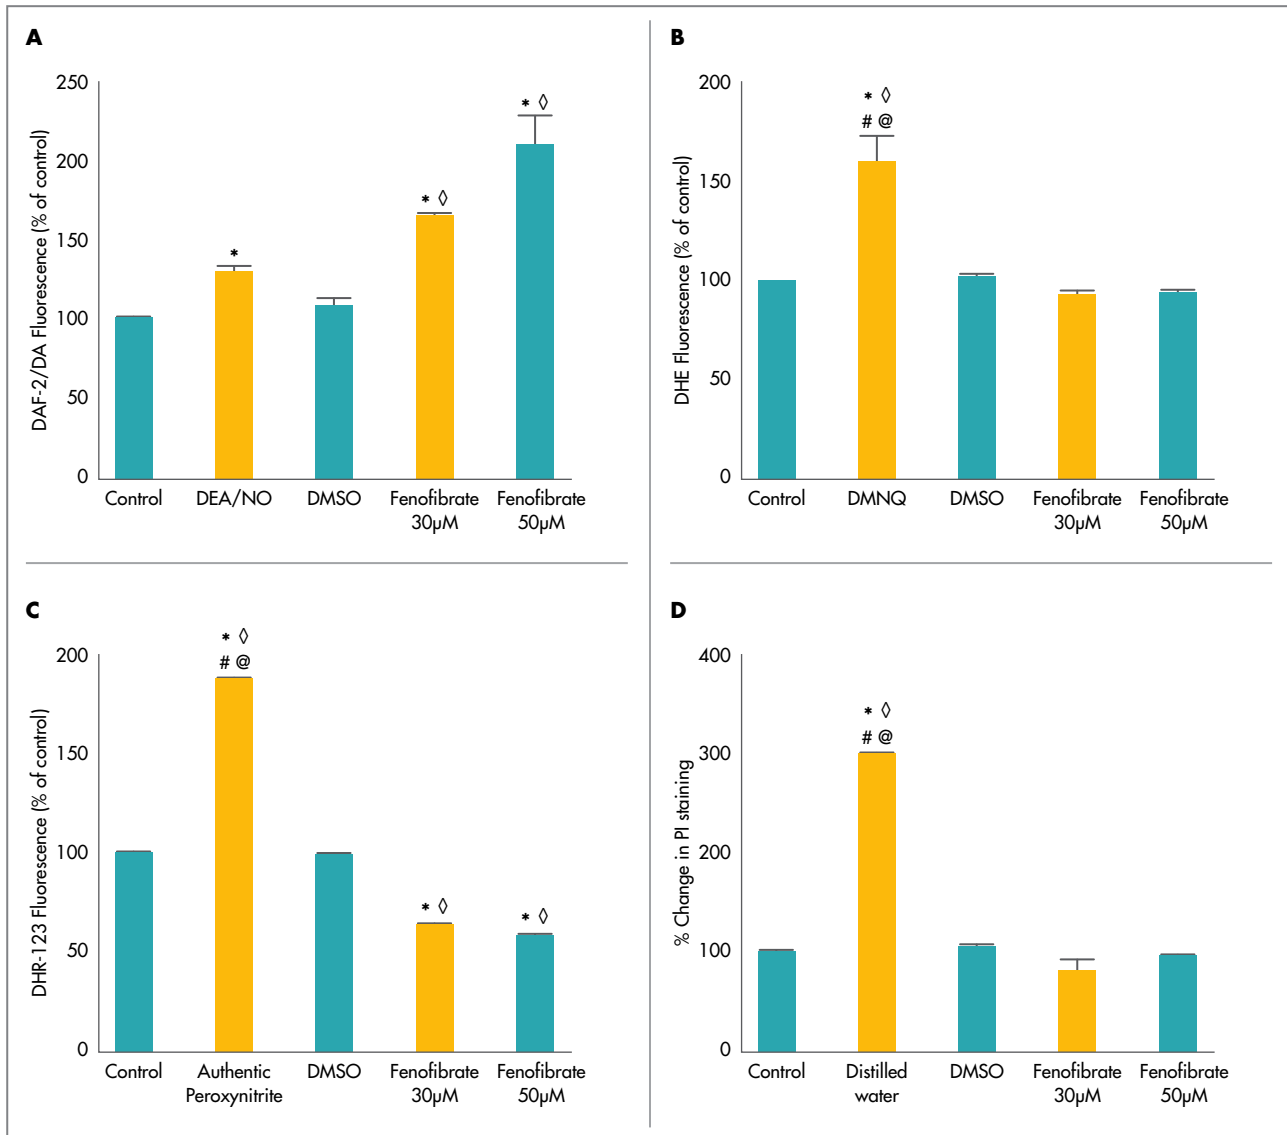 A
DAF-2/DA Fluorescence (% of control)
250
200
150
100
50
0
*
* ◊
* ◊
Control
DEA/NO
DMSO
Fenofibrate
30µM
Fenofibrate
50µM
B
DHE Fluorescence (% of control)
200
150
100
50
0
* ◊
# @
Control
DMNQ
DMSO
Fenofibrate
30µM
Fenofibrate
50µM
C
DHR-123 Fluorescence (% of control)
200
150
100
50
0
* ◊
# @
* ◊
* ◊
Control
Authentic
Peroxynitrite
DMSO
Fenofibrate
30µM
Fenofibrate
50µM
D
% Change in PI staining
400
300
200
100
0
* ◊
# @
Control
Distilled
water
DMSO
Fenofibrate
30µM
Fenofibrate
50µM